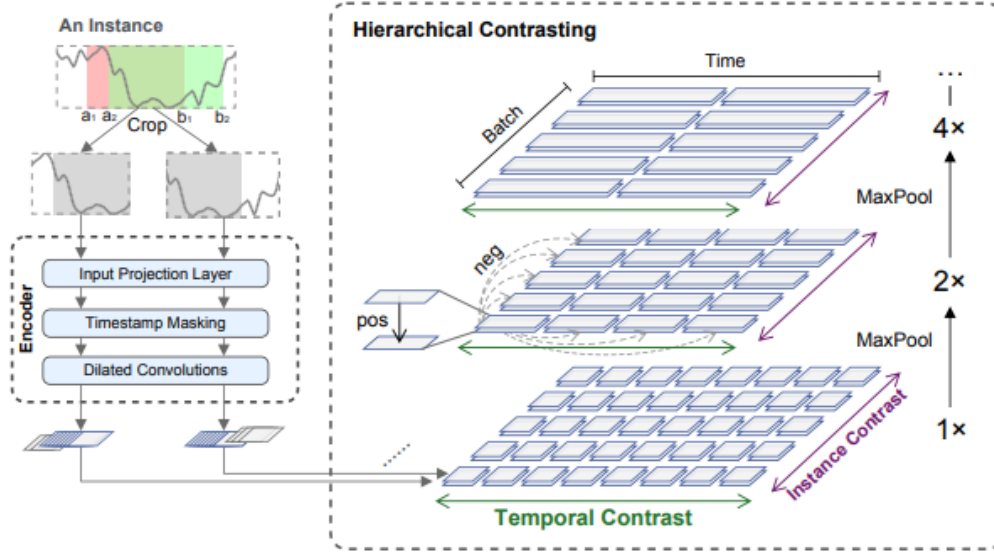 An Instance
a₁ a₂ b₁ b₂
Crop
Encoder
Input Projection Layer
Timestamp Masking
Dilated Convolutions
Hierarchical Contrasting
Time
Batch
...
4×
MaxPool
neg
pos
2×
MaxPool
1×
Instance Contrast
Temporal Contrast